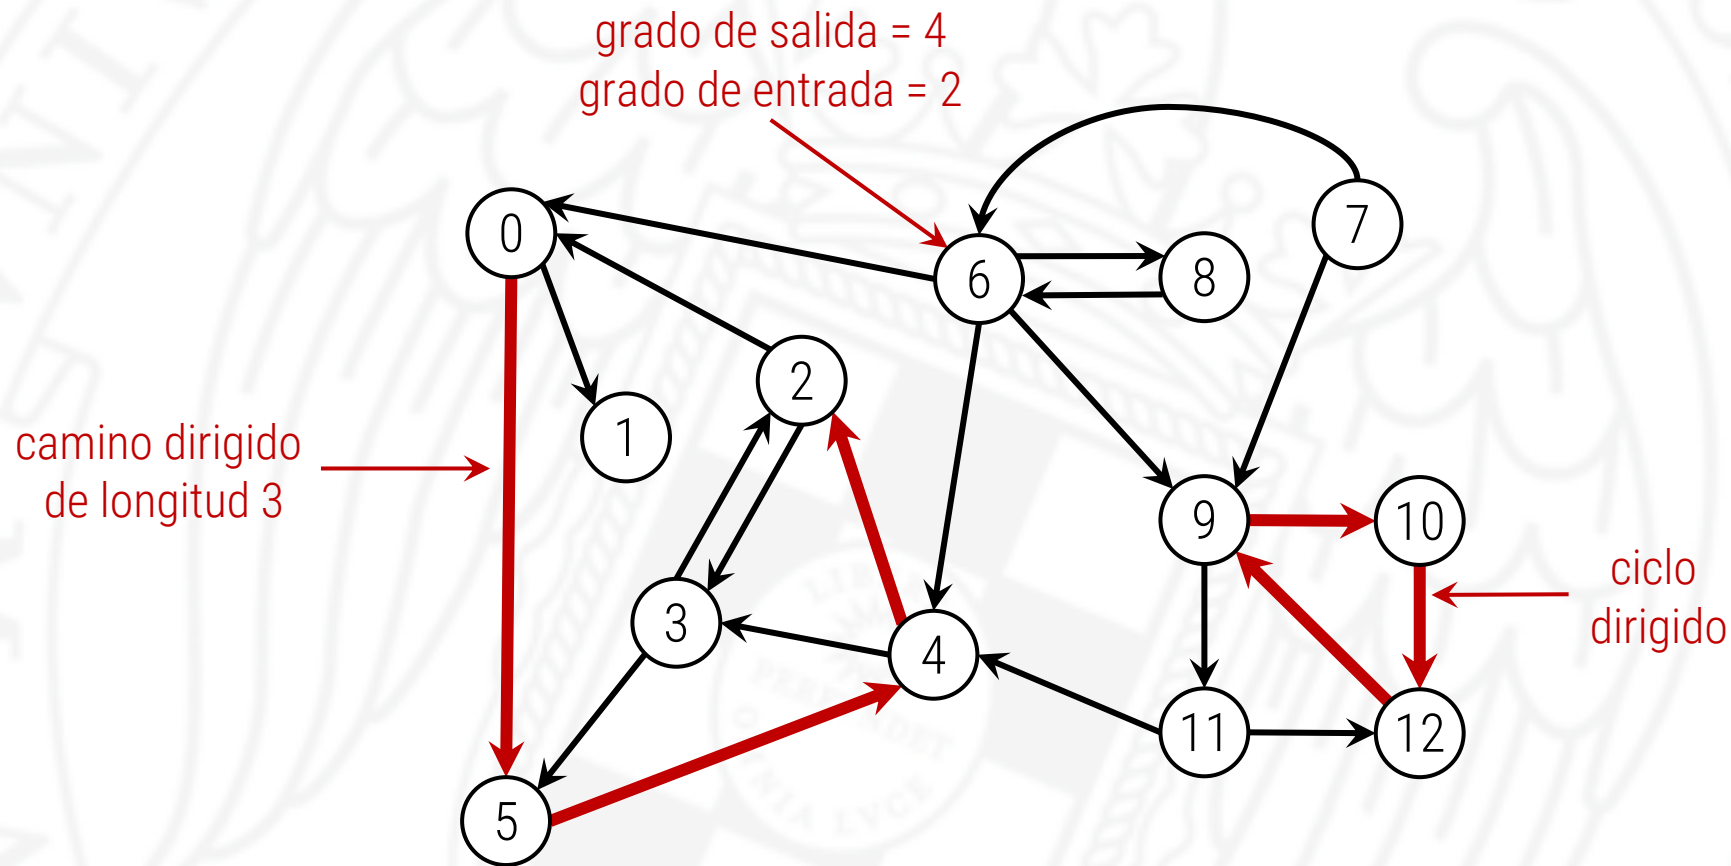 grado de salida = 4
grado de entrada = 2
0
6
8
7
2
1
camino dirigido
de longitud 3
9
10
ciclo
dirigido
3
4
11
12
5